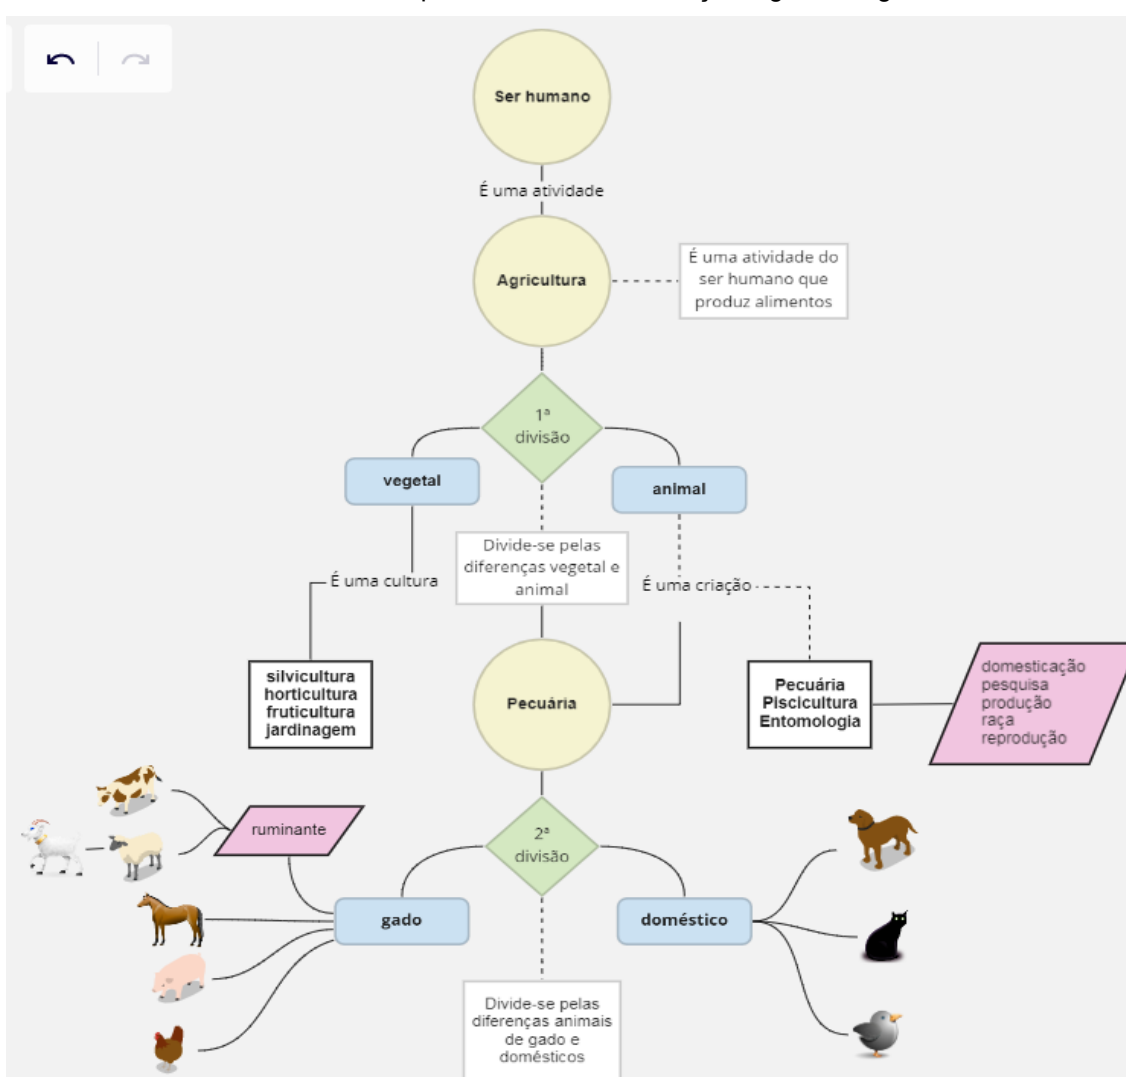 Ser humano
É uma atividade
Agricultura
É uma atividade do
ser humano que
produz alimentos
1ª
divisão
vegetal
animal
Divide-se pelas
diferenças vegetal e
animal
É uma cultura
É uma criação
silvicultura
horticultura
fruticultura
jardinagem
Pecuária
Pecuária
Piscicultura
Entomologia
domesticação
pesquisa
produção
raça
reprodução
ruminante
2ª
divisão
gado
doméstico
Divide-se pelas
diferenças animais
de gado e
domésticos